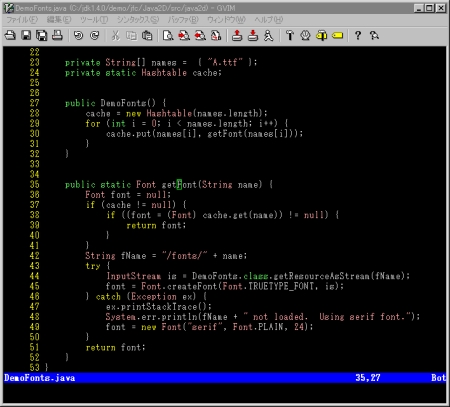 DemoFonts.java (C:/jdk1.4.0/demo/jfc/Java2D/src/java2d) - GVIM
ファイル(F) 編集(E) ツール(T) シンタックス(S) バッファ(B) ウィンドウ(W) ヘルプ(H)
22
23 private String[] names = { "A.ttf" };
24 private static Hashtable cache;
25
26
27 public DemoFonts() {
28 cache = new Hashtable(names.length);
29 for (int i = 0; i < names.length; i++) {
30 cache.put(names[i], getFont(names[i]));
31 }
32 }
33
34
35 public static Font getFont(String name) {
36 Font font = null;
37 if (cache != null) {
38 if ((font = (Font) cache.get(name)) != null) {
39 return font;
40 }
41 }
42 String fName = "/fonts/" + name;
43 try {
44 InputStream is = DemoFonts.class.getResourceAsStream(fName);
45 font = Font.createFont(Font.TRUETYPE_FONT, is);
46 } catch (Exception ex) {
47 ex.printStackTrace();
48 System.err.println(fName + " not loaded.  Using serif font.");
49 font = new Font("serif", Font.PLAIN, 24);
50 }
51 return font;
52 }
53 }
DemoFonts.java 35,27 Bot